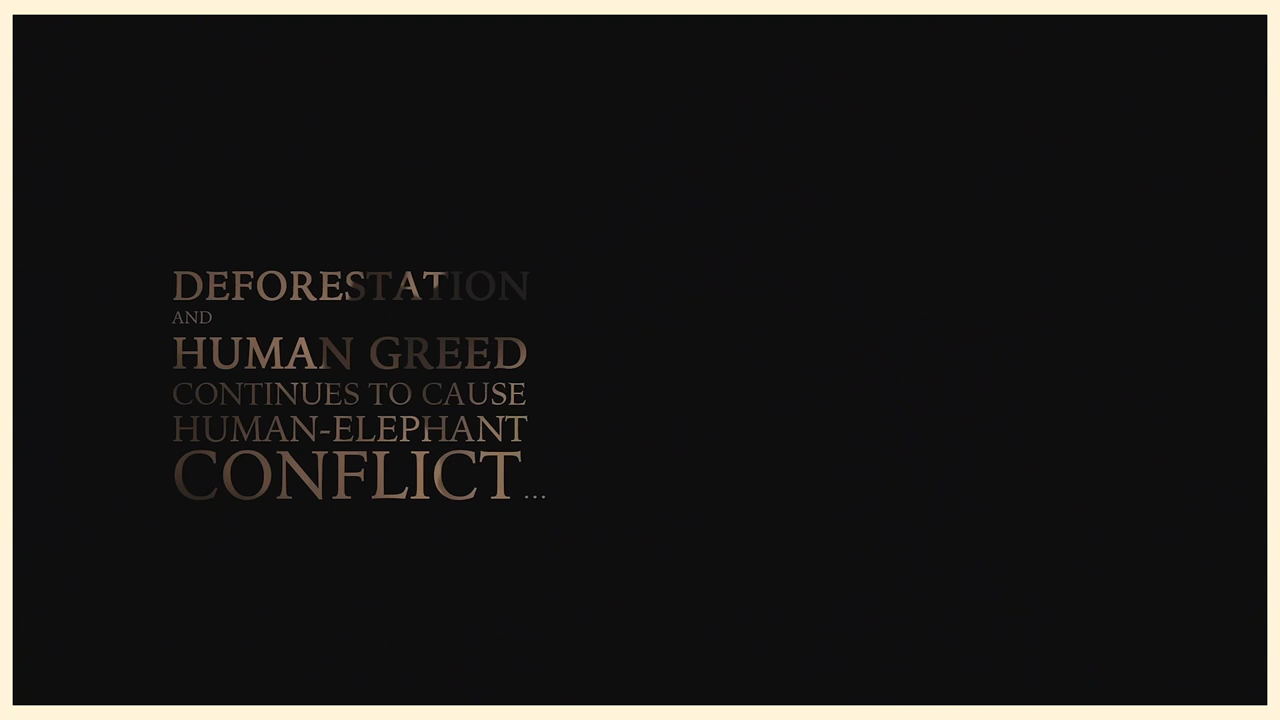 DEFORESTATION
AND
HUMAN GREED
CONTINUES TO CAUSE
HUMAN-ELEPHANT
CONFLICT...